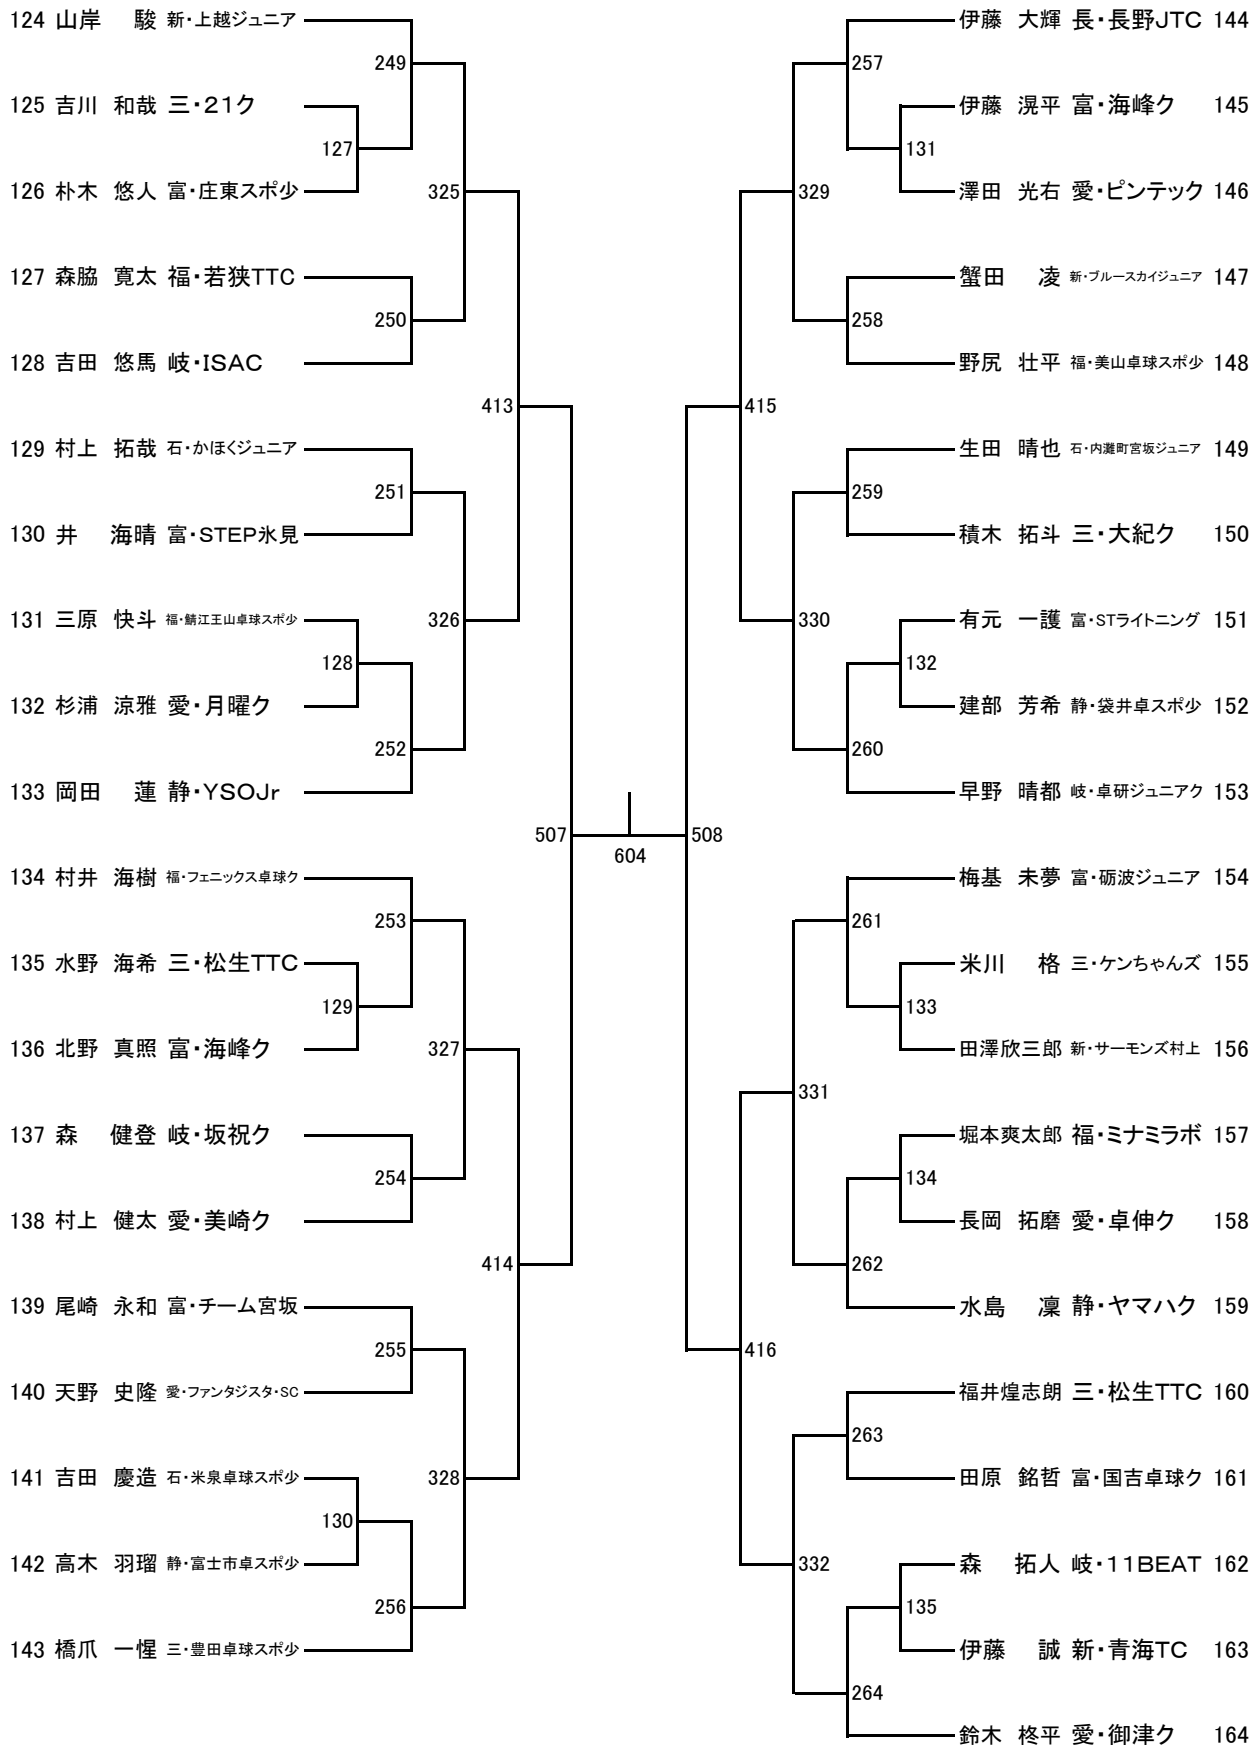 124 山岸 駿 新・上越ジュニア
249
125 吉川 和哉 三・21ク
127
126 朴木 悠人 富・庄東スポ少
325
127 森脇 寛太 福・若狭TTC
250
128 吉田 悠馬 岐・ISAC
413
129 村上 拓哉 石・かほくジュニア
251
130 井 海晴 富・STEP氷見
131 三原 快斗 福・鯖江王山卓球スポ少
326
128
132 杉浦 涼雅 愛・月曜ク
252
133 岡田 蓮 静・YSOJr
507
604
134 村井 海樹 福・フェニックス卓球ク
253
135 水野 海希 三・松生TTC
129
136 北野 真照 富・海峰ク
327
137 森 健登 岐・坂祝ク
254
138 村上 健太 愛・美崎ク
414
139 尾崎 永和 富・チーム宮坂
255
140 天野 史隆 愛・ファンタジスタ・SC
141 吉田 慶造 石・米泉卓球スポ少
328
130
142 高木 羽瑠 静・富士市卓スポ少
256
143 橋爪 一惺 三・豊田卓球スポ少
伊藤 大輝 長・長野JTC 144
257
伊藤 滉平 富・海峰ク 145
131
澤田 光右 愛・ピンテック 146
329
蟹田 凌 新・ブルースカイジュニア 147
258
野尻 壮平 福・美山卓球スポ少 148
415
生田 晴也 石・内灘町宮坂ジュニア 149
259
積木 拓斗 三・大紀ク 150
有元 一護 富・STライトニング 151
330
132
建部 芳希 静・袋井卓スポ少 152
260
早野 晴都 岐・卓研ジュニアク 153
508
梅基 未夢 富・砺波ジュニア 154
261
米川 格 三・ケンちゃんズ 155
133
田澤欣三郎 新・サーモンズ村上 156
331
堀本爽太郎 福・ミナミラボ 157
134
長岡 拓磨 愛・卓伸ク 158
262
水島 凜 静・ヤマハク 159
416
福井煌志朗 三・松生TTC 160
263
田原 銘哲 富・国吉卓球ク 161
森 拓人 岐・11BEAT 162
332
135
伊藤 誠 新・青海TC 163
264
鈴木 柊平 愛・御津ク 164